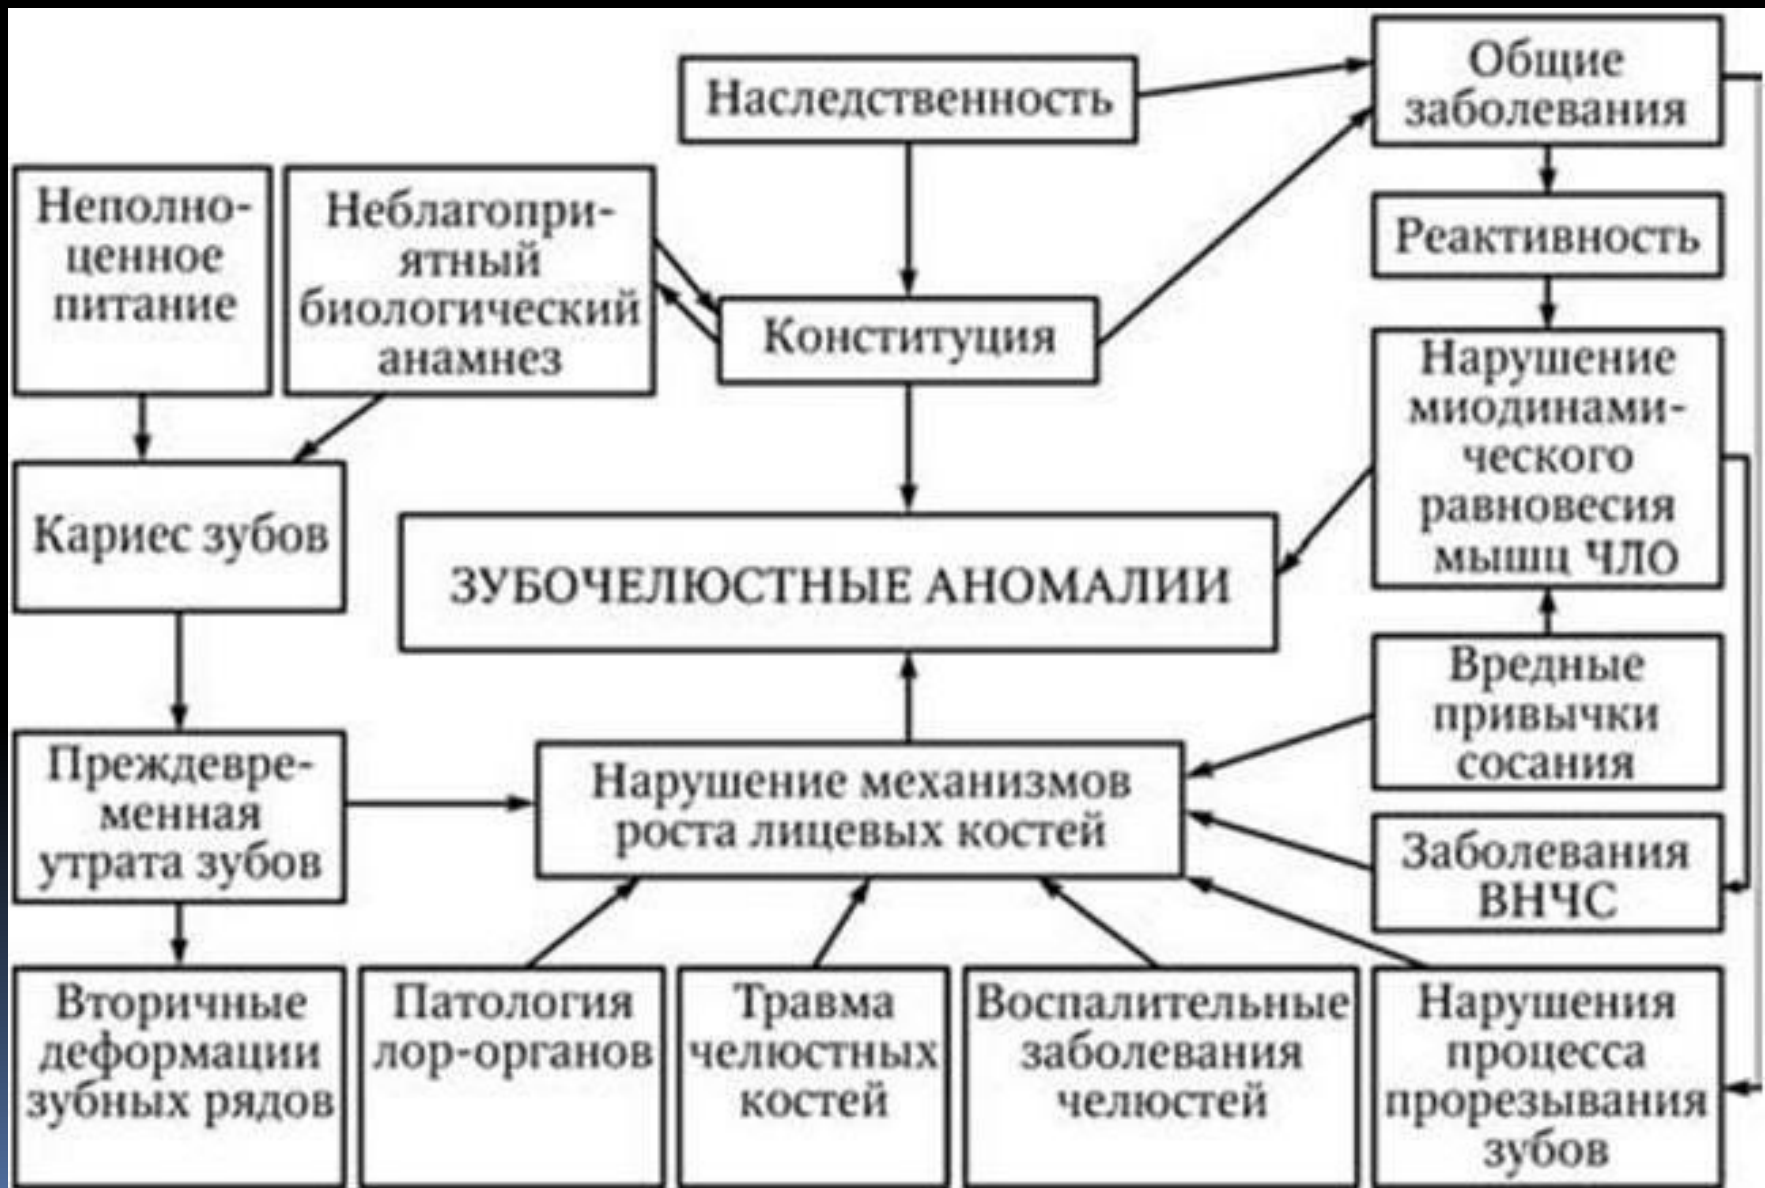 Наследственность
Общие
заболевания
Неполно-
ценное
питание
Неблагопри-
ятный
биологический
анамнез
Конституция
Реактивность
Нарушение
миодинами-
ческого
равновесия
мышц ЧЛО
Кариес зубов
ЗУБОЧЕЛЮСТНЫЕ АНОМАЛИИ
Вредные
привычки
сосания
Преждевре-
менная
утрата зубов
Нарушение механизмов
роста лицевых костей
Заболевания
ВНЧС
Вторичные
деформации
зубных рядов
Патология
лор-органов
Травма
челюстных
костей
Воспалительные
заболевания
челюстей
Нарушения
процесса
прорезывания
зубов